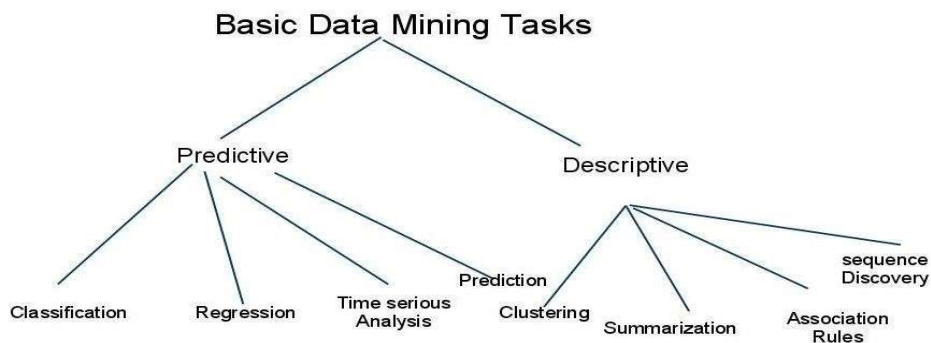 Basic Data Mining Tasks
Predictive
Descriptive
Classification
Regression
Time serious
Analysis
Prediction
Clustering
Summarization
Association
Rules
sequence
Discovery